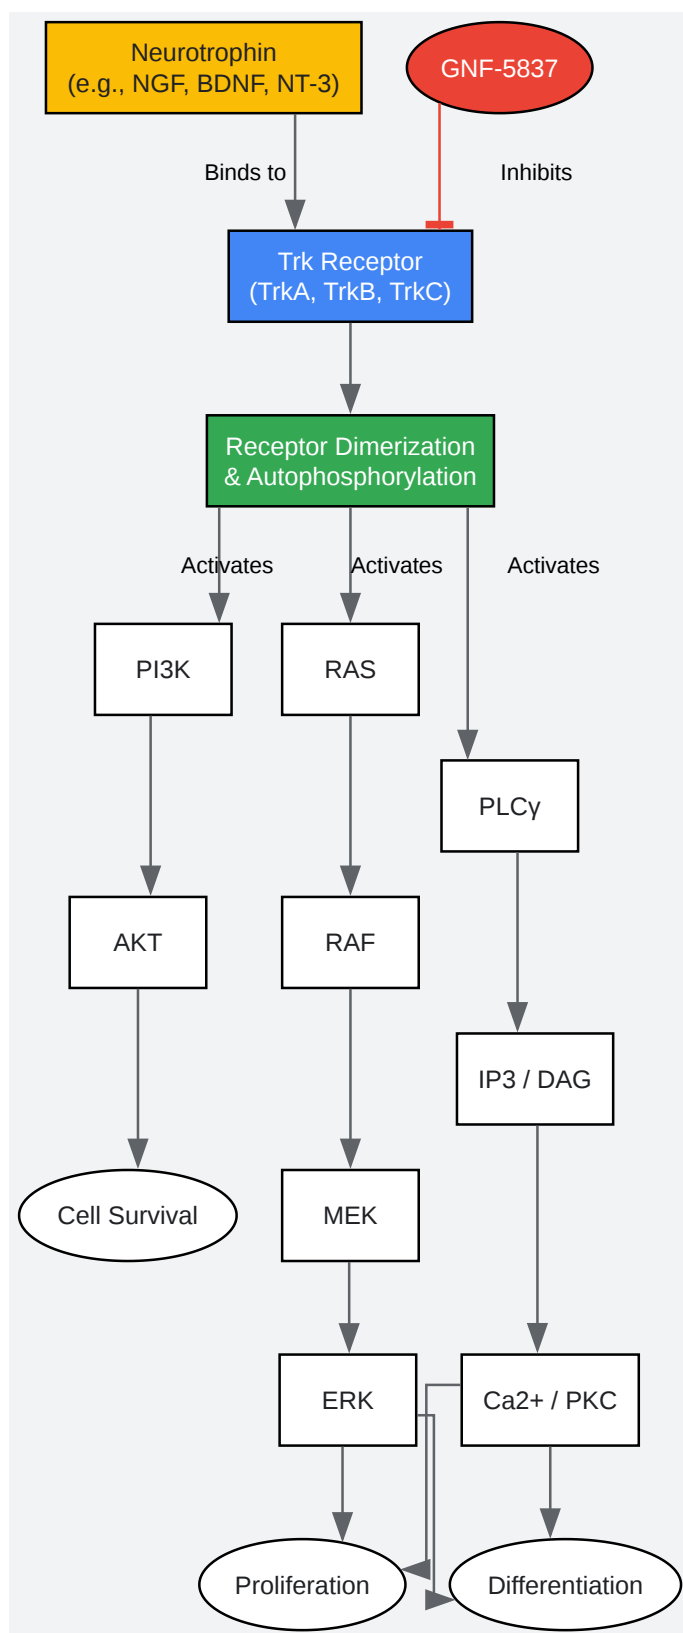 Neurotrophin
(e.g., NGF, BDNF, NT-3)
GNF-5837
Binds to
Inhibits
Trk Receptor
(TrkA, TrkB, TrkC)
Receptor Dimerization
& Autophosphorylation
Activates
Activates
Activates
PI3K
RAS
PLCγ
AKT
RAF
IP3 / DAG
Cell Survival
MEK
ERK
Ca2+ / PKC
Proliferation
Differentiation